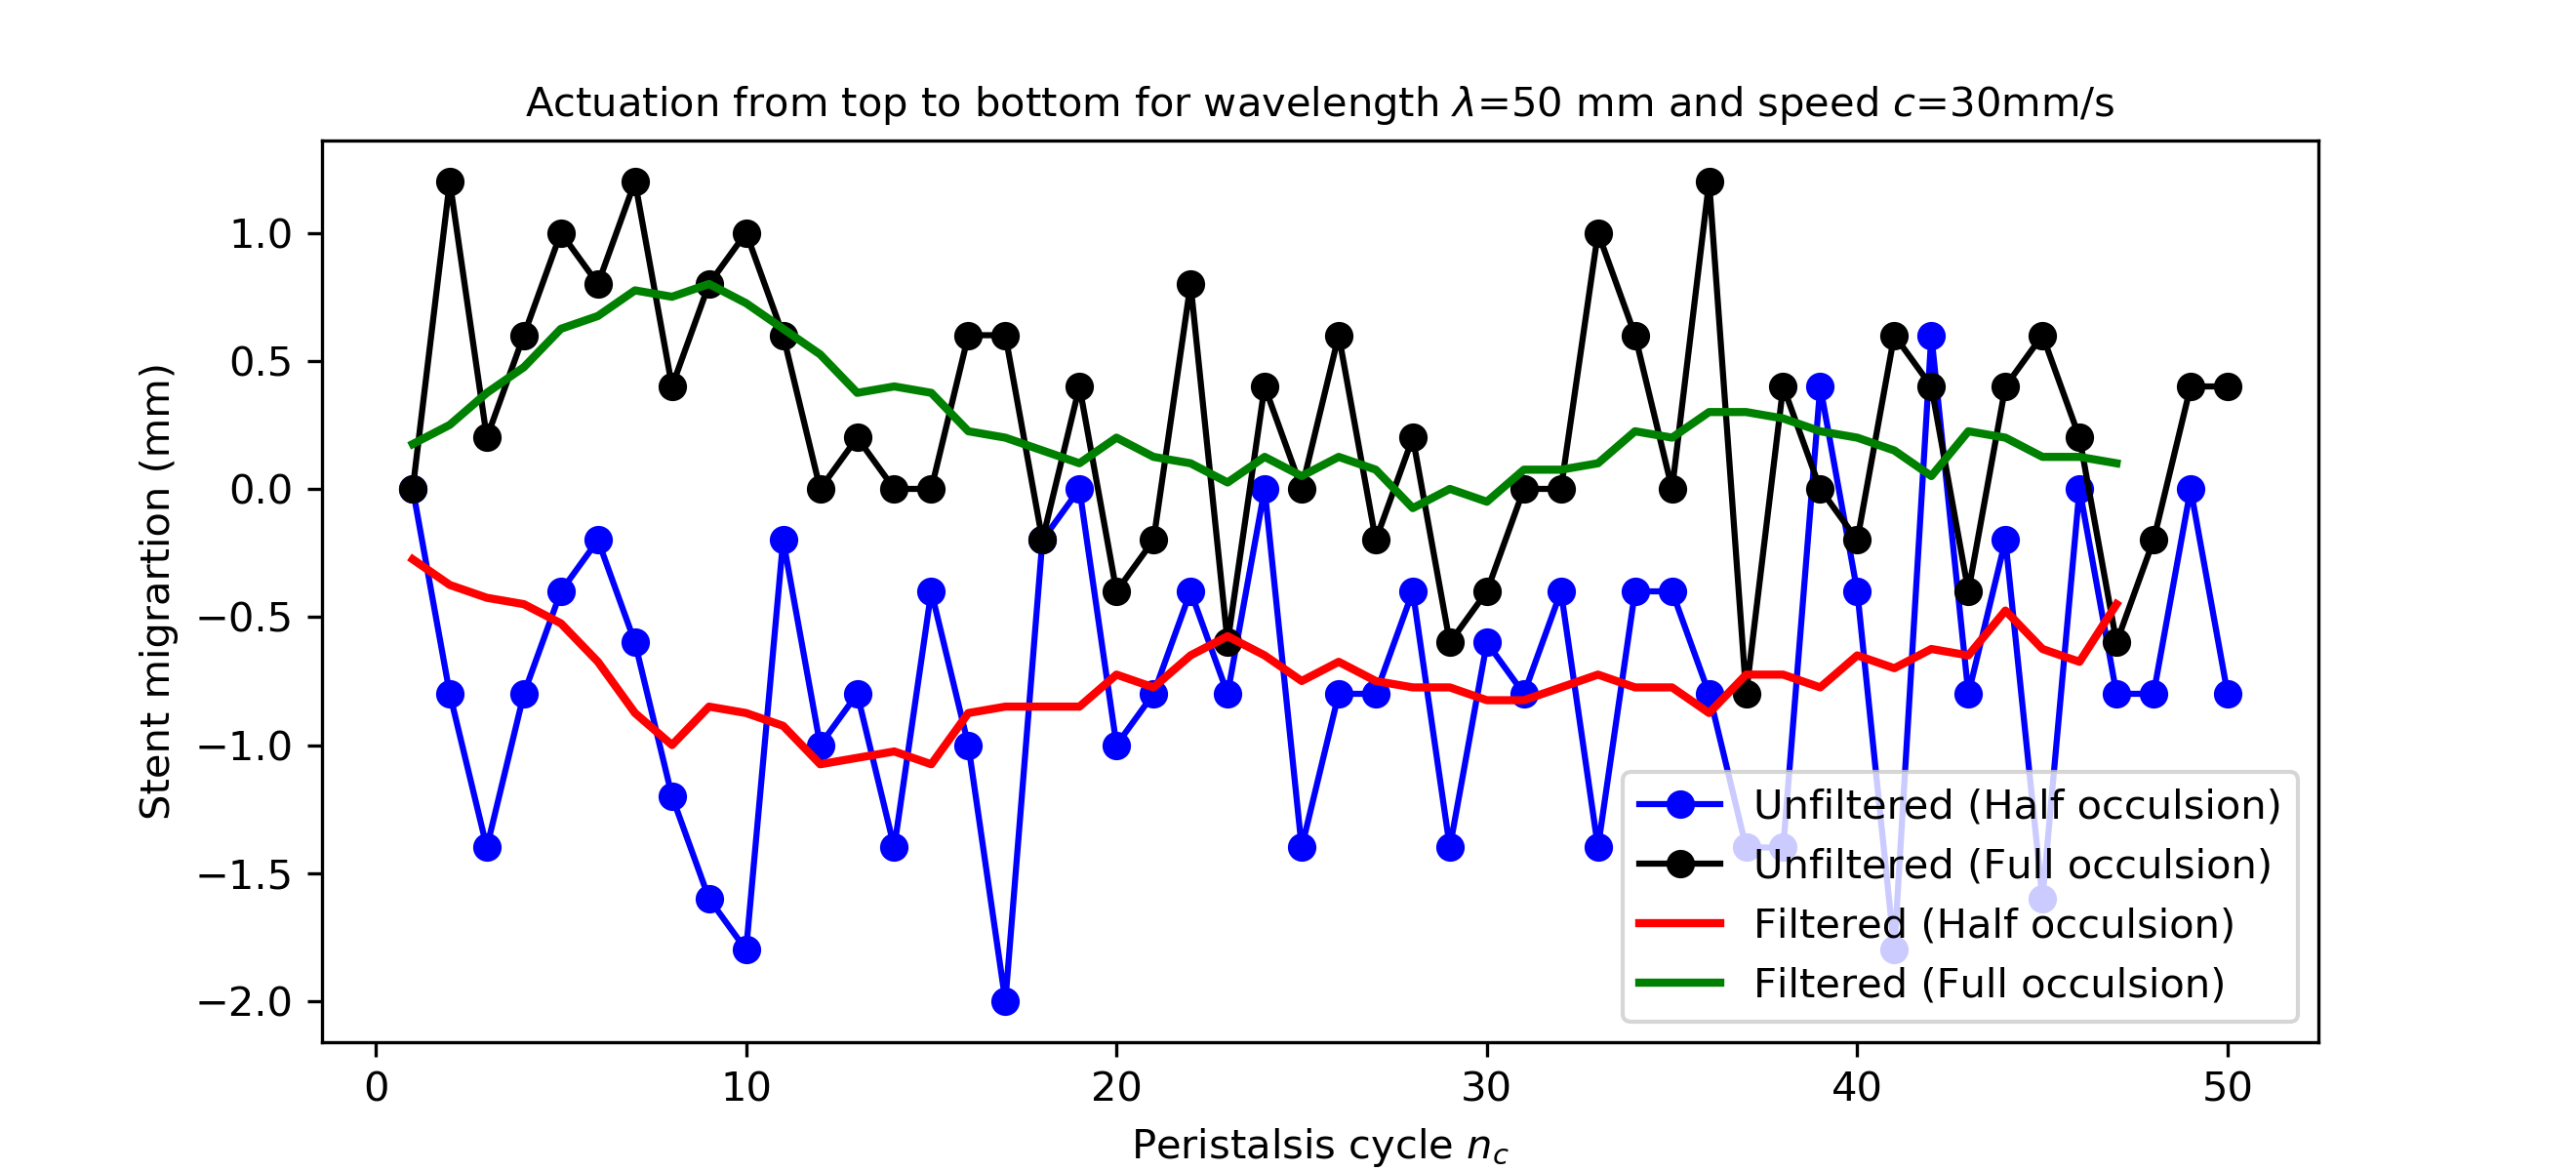 Actuation from top to bottom for wavelength λ=50 mm and speed c=30mm/s
Stent migrartion (mm)
1.0
0.5
0.0
−0.5
−1.0
−1.5
−2.0
Unfiltered (Half occulsion)
Unfiltered (Full occulsion)
Filtered (Half occulsion)
Filtered (Full occulsion)
0 10 20 30 40 50
Peristalsis cycle n_c